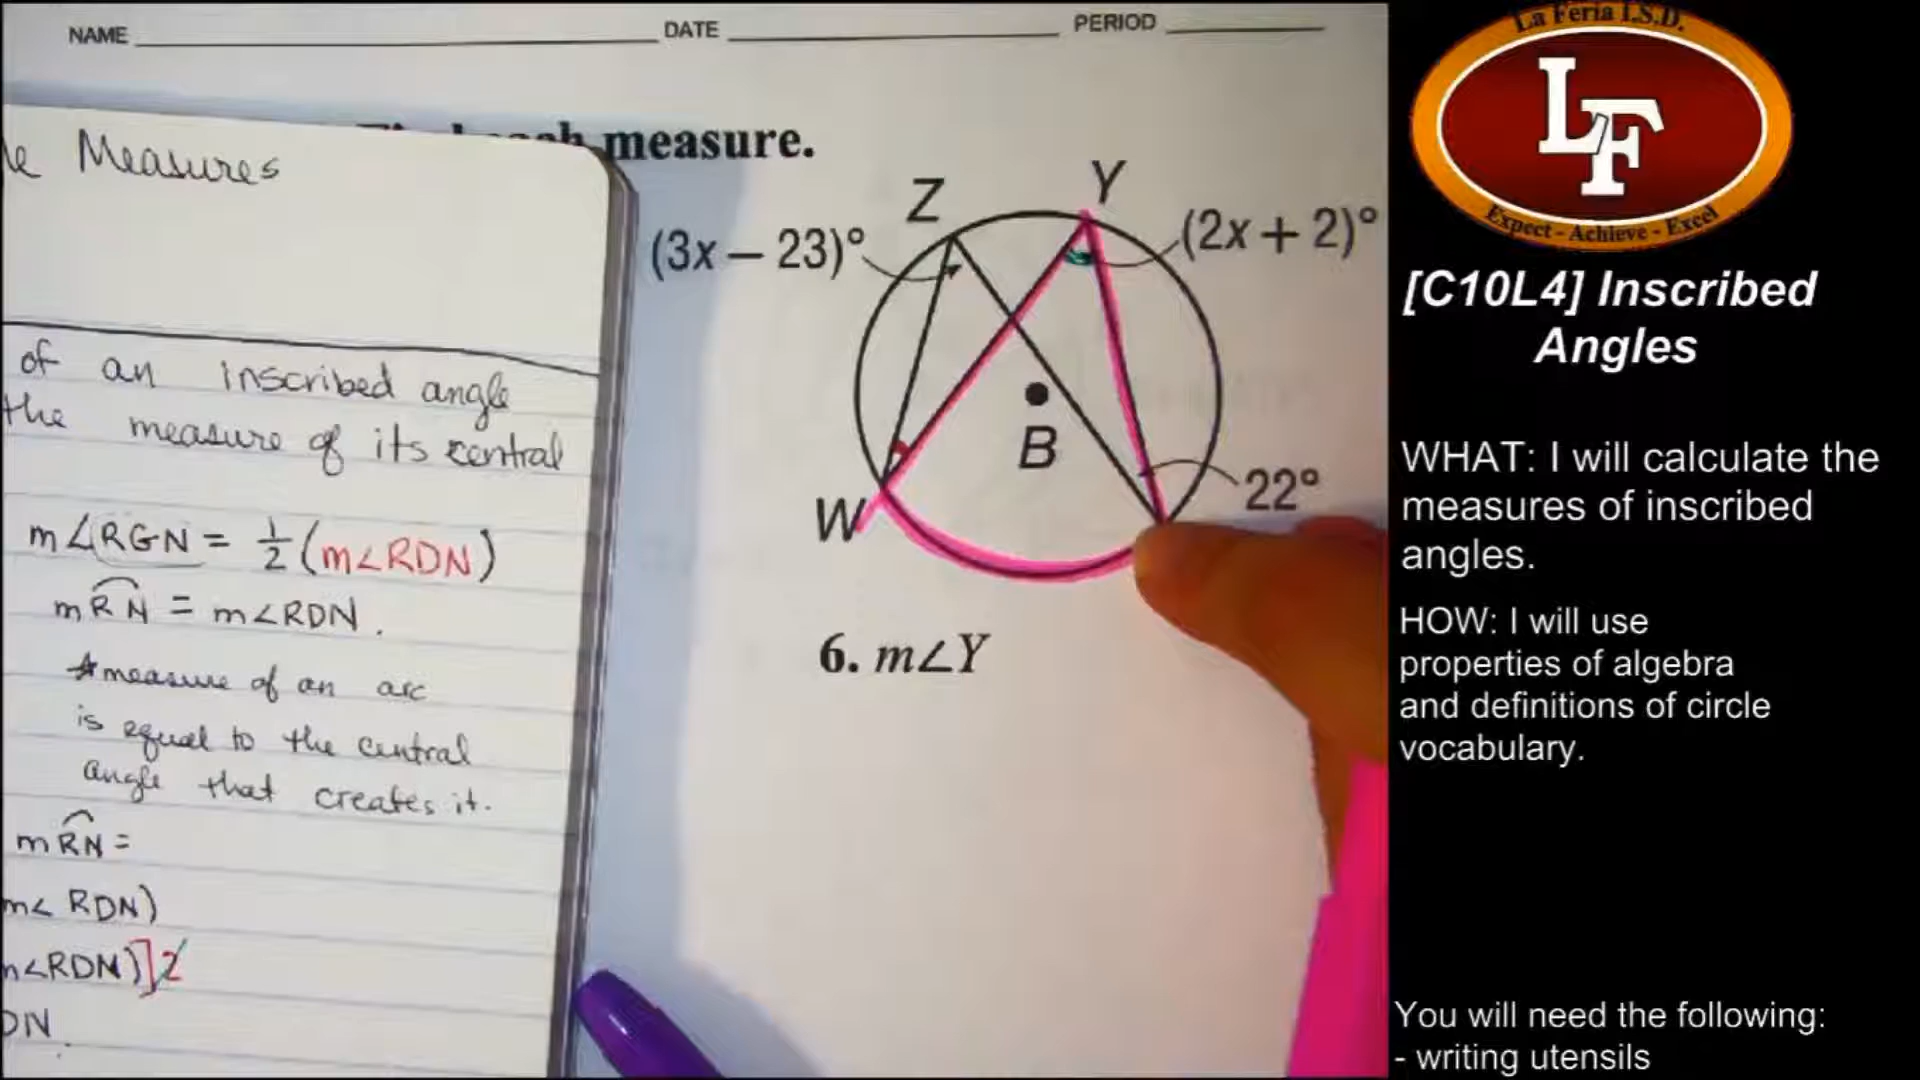 NAME DATE PERIOD
measure.
Measures
of an inscribed angle
the measure of its central
m∠RGN = 1/2 (m∠RDN)
mRN = m∠RDN.
*measure of an arc
is equal to the central
angle that creates it.
mRN =
m∠ RDN)
m∠RDN)]2
DN.
Z
Y
(3x – 23)°
(2x + 2)°
B
W
22°
6. m∠Y
La Feria I.S.D.
LF
Expect - Achieve - Excel
[C10L4] Inscribed
Angles
WHAT: I will calculate the
measures of inscribed
angles.
HOW: I will use
properties of algebra
and definitions of circle
vocabulary.
You will need the following:
- writing utensils